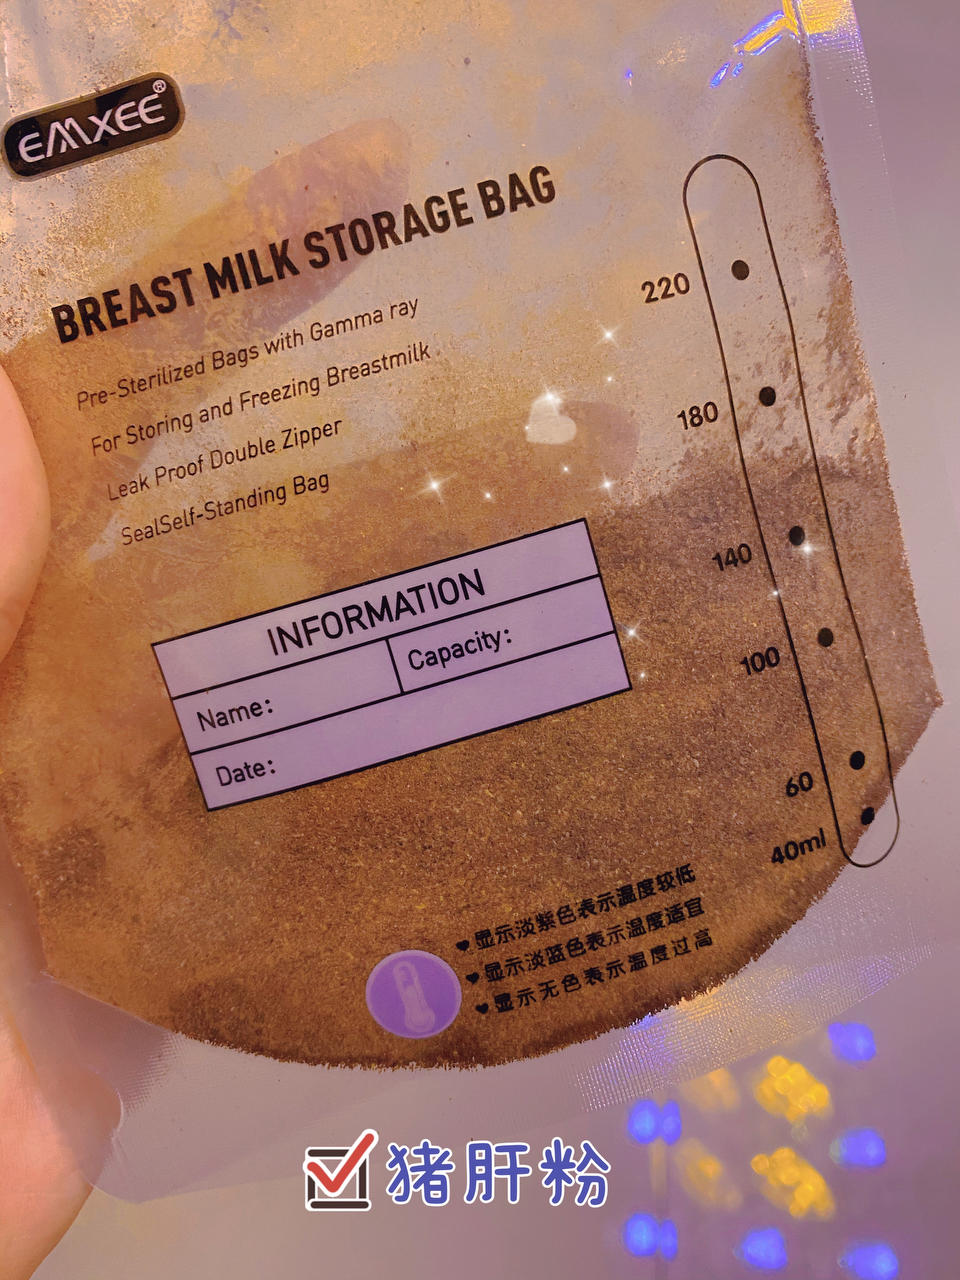 EMXEE®
BREAST MILK STORAGE BAG
Pre-Sterilized Bags with Gamma ray
For Storing and Freezing Breastmilk
Leak Proof Double Zipper
SealSelf-Standing Bag
220
180
140
100
60
40ml
INFORMATION
Name:
Capacity:
Date:
♥显示淡紫色表示温度较低
♥显示淡蓝色表示温度适宜
♥显示无色表示温度过高
猪肝粉